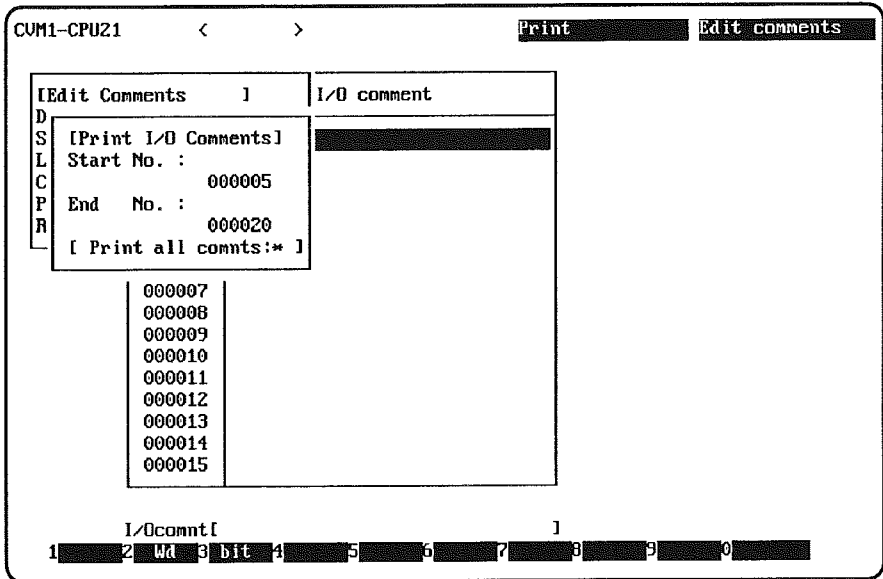 CVM1-CPU21 < > Print Edit comments
[Edit Comments ] I/O comment
D
S [Print I/O Comments]
L Start No. :
C 000005
P End No. :
R 000020
[ Print all comnts:* ]
000007
000008
000009
000010
000011
000012
000013
000014
000015
I/Ocomnt[ ]
1 2 Wd 3 bit 4 5 6 7 8 9 0